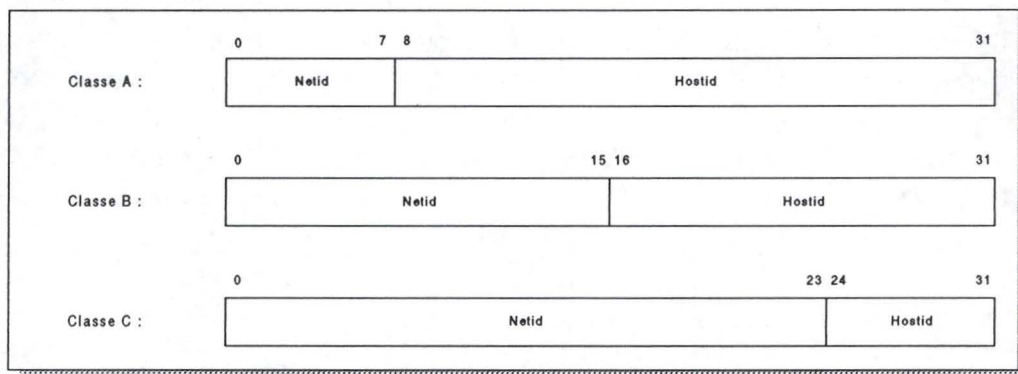 0 7 8 31
Classe A : Netid Hostid
0 15 16 31
Classe B : Netid Hostid
0 23 24 31
Classe C : Netid Hostid